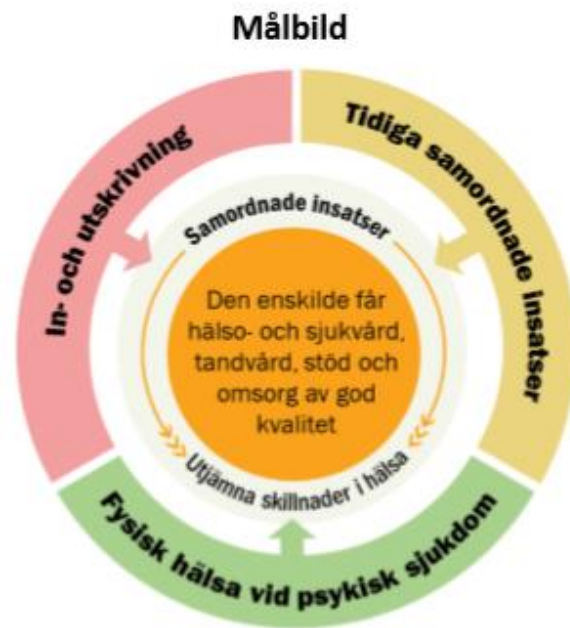 Målbild
In- och utskrivning
Tidiga samordnade insatser
Samordnade insatser
Den enskilde får
hälso- och sjukvård,
tandvård, stöd och
omsorg av god
kvalitet
Utjämna skillnader i hälsa
Fysisk hälsa vid psykisk sjukdom